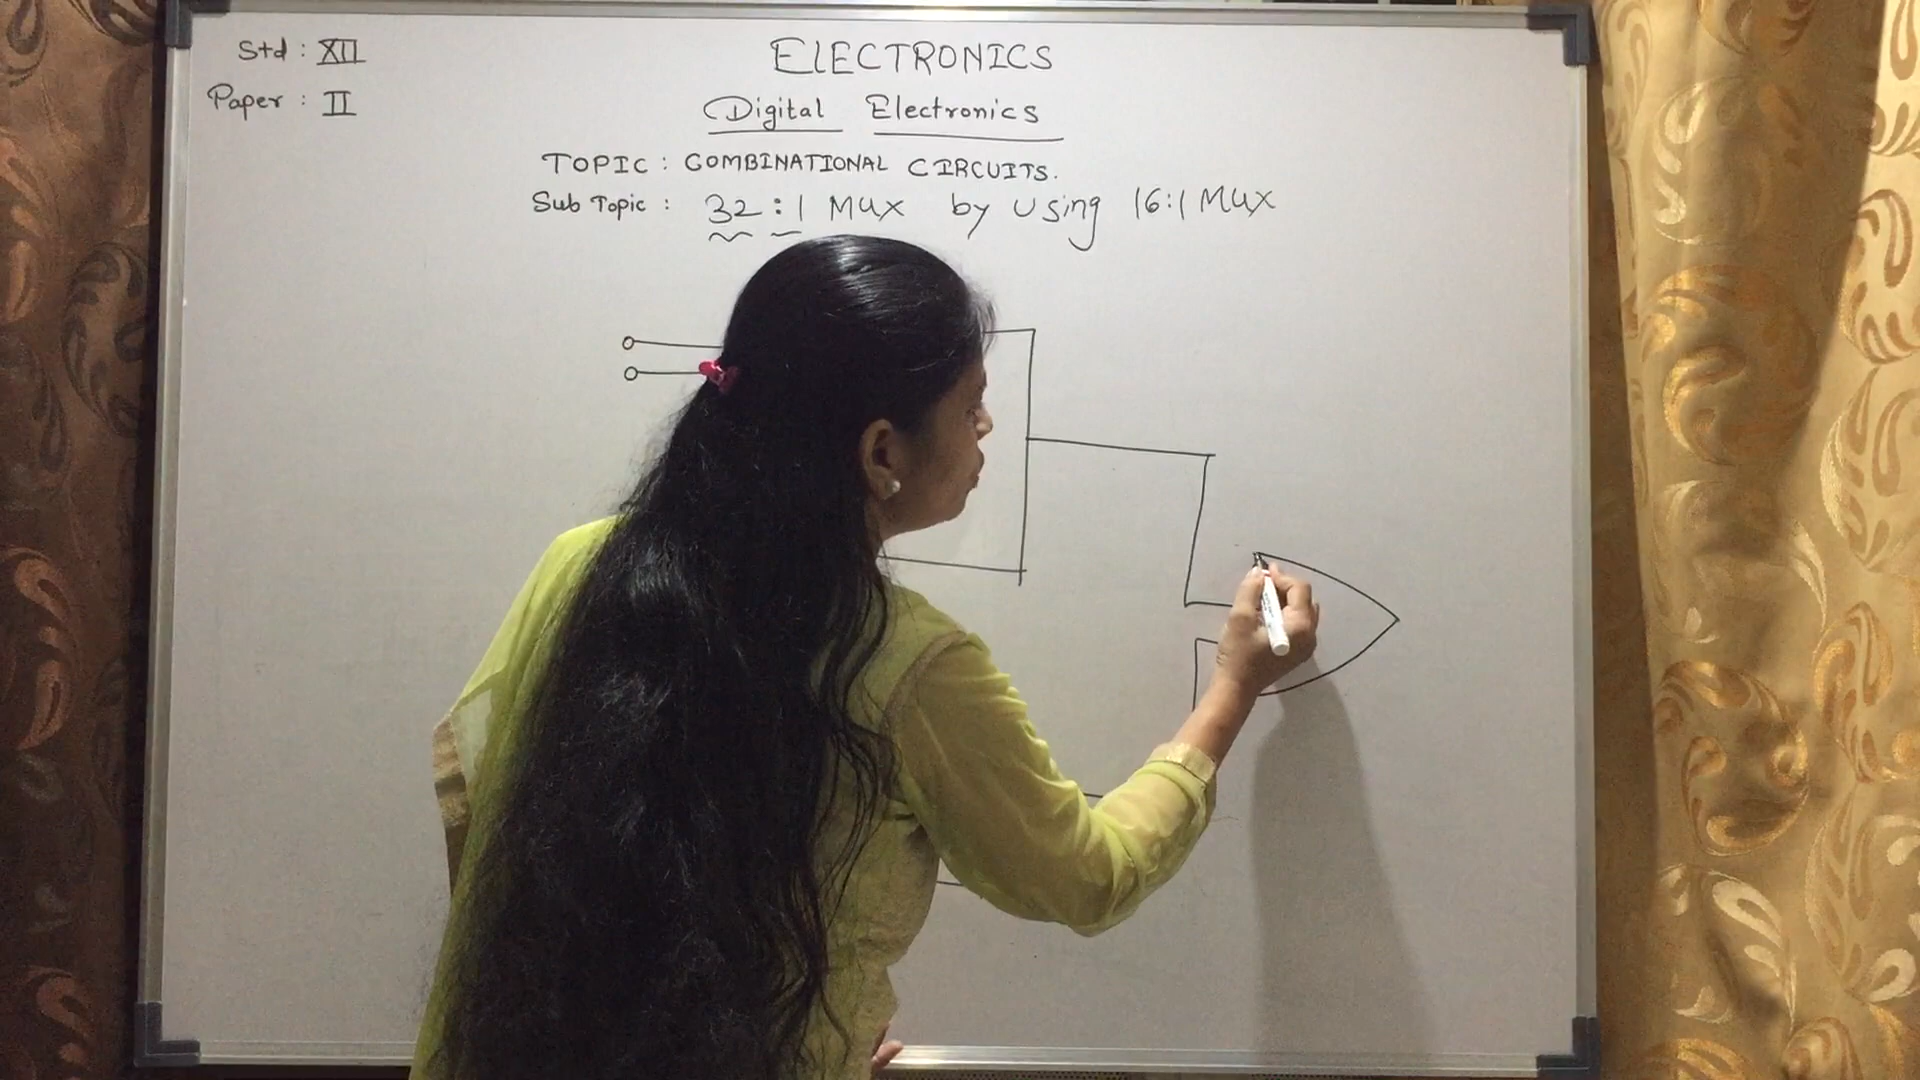 Std : XII
Paper : II
ELECTRONICS
Digital Electronics
TOPIC : COMBINATIONAL CIRCUITS.
Sub Topic : 32 : 1 MUX by Using 16:1 MUX